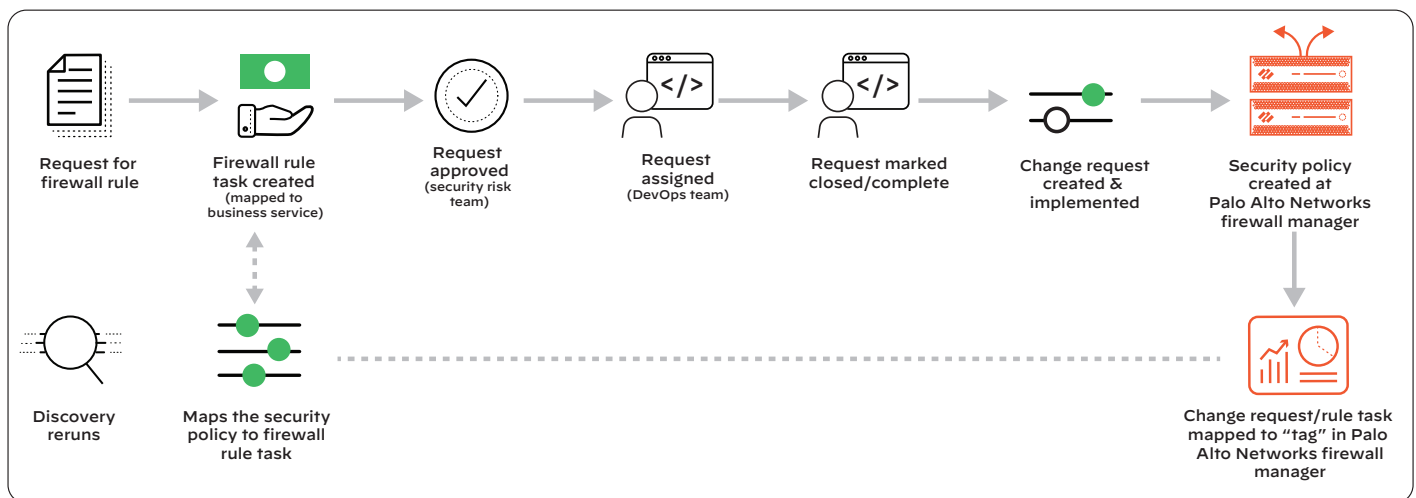 Request for
firewall rule
Firewall rule
task created
(mapped to
business service)
Request
approved
(security risk
team)
</>
Request
assigned
(DevOps team)
</>
Request marked
closed/complete
Change request
created &
implemented
Security policy
created at
Palo Alto Networks
firewall manager
Discovery
reruns
Maps the security
policy to firewall
rule task
Change request/rule task
mapped to “tag” in Palo
Alto Networks firewall
manager